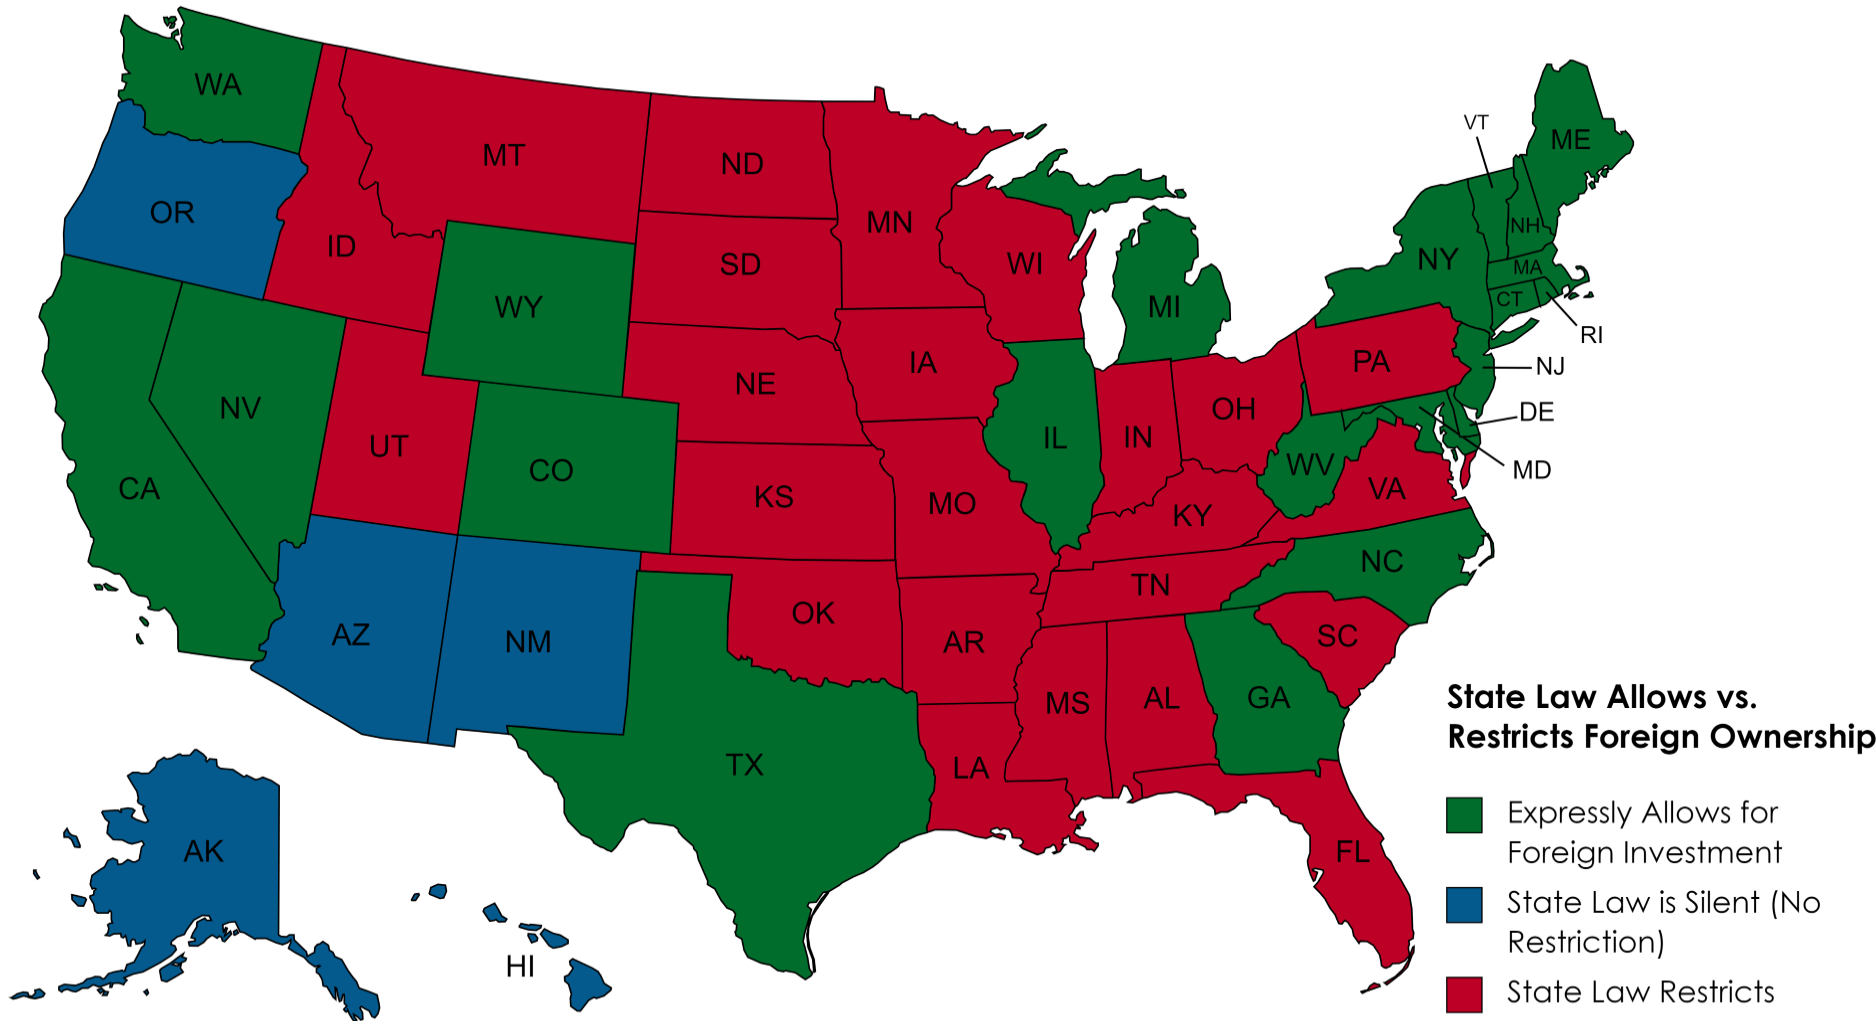 WA
MT
ND
MN
VT
ME
OR
ID
SD
WI
NH
NY
MA
WY
MI
CT
RI
IA
PA
NJ
NE
NV
OH
DE
UT
CO
IL
IN
WV
MD
CA
KS
MO
KY
VA
NC
TN
OK
AZ
NM
AR
SC
MS
AL
GA
TX
LA
AK
FL
HI
State Law Allows vs.
Restricts Foreign Ownership
Expressly Allows for
Foreign Investment
State Law is Silent (No
Restriction)
State Law Restricts